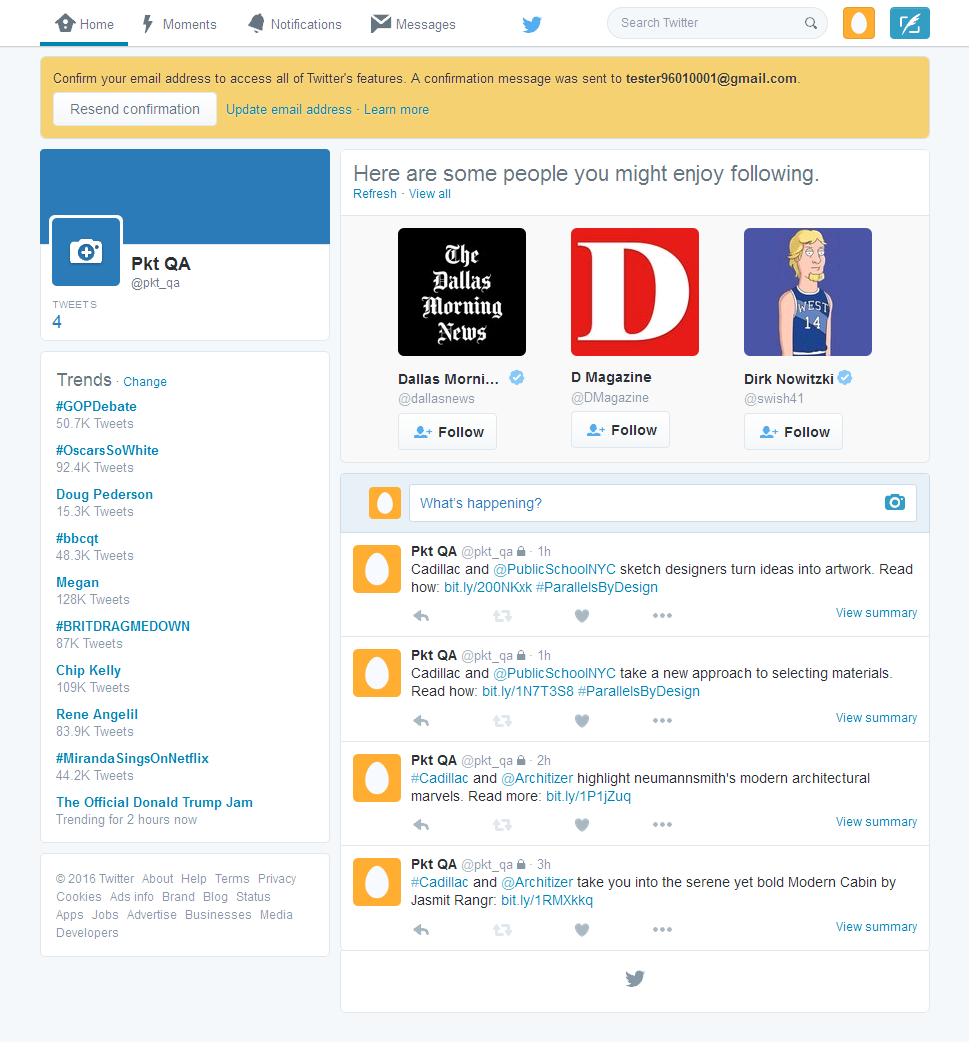 Home Moments Notifications Messages Search Twitter
Confirm your email address to access all of Twitter's features. A confirmation message was sent to tester96010001@gmail.com.
Resend confirmation Update email address · Learn more
Pkt QA
@pkt_qa
TWEETS
4
Trends · Change
#GOPDebate
50.7K Tweets
#OscarsSoWhite
92.4K Tweets
Doug Pederson
15.3K Tweets
#bbcqt
48.3K Tweets
Megan
128K Tweets
#BRITDRAGMEDOWN
87K Tweets
Chip Kelly
109K Tweets
Rene Angelil
83.9K Tweets
#MirandaSingsOnNetflix
44.2K Tweets
The Official Donald Trump Jam
Trending for 2 hours now
© 2016 Twitter About Help Terms Privacy
Cookies Ads info Brand Blog Status
Apps Jobs Advertise Businesses Media
Developers
Here are some people you might enjoy following.
Refresh · View all
The
Dallas
Morning
News
Dallas Morni...
@dallasnews
Follow
D
D Magazine
@DMagazine
Follow
WEST
14
Dirk Nowitzki
@swish41
Follow
What's happening?
Pkt QA @pkt_qa · 1h
Cadillac and @PublicSchoolNYC sketch designers turn ideas into artwork. Read
how: bit.ly/200NKxk #ParallelsByDesign
View summary
Pkt QA @pkt_qa · 1h
Cadillac and @PublicSchoolNYC take a new approach to selecting materials.
Read how: bit.ly/1N7T3S8 #ParallelsByDesign
View summary
Pkt QA @pkt_qa · 2h
#Cadillac and @Architizer highlight neumannsmith's modern architectural
marvels. Read more: bit.ly/1P1jZuq
View summary
Pkt QA @pkt_qa · 3h
#Cadillac and @Architizer take you into the serene yet bold Modern Cabin by
Jasmit Rangr: bit.ly/1RMXkkq
View summary